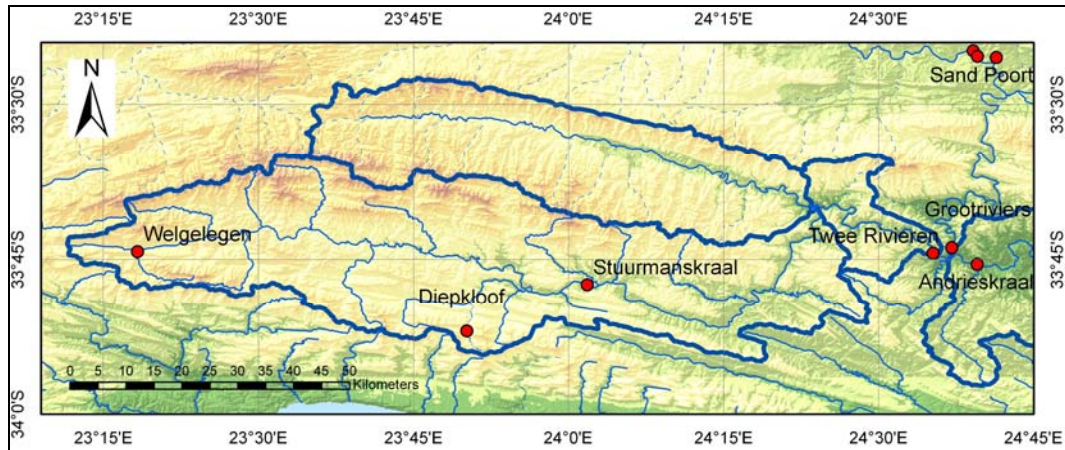 23°15'E 23°30'E 23°45'E 24°0'E 24°15'E 24°30'E 24°45'E
N
Sand Poort
33°30'S 33°30'S
Grootriviers
Welgelegen
Twee Rivieren
33°45'S 33°45'S
Stuurmanskraal
Andrieskraal
Diepkloof
0 5 10 15 20 25 30 35 40 45 50 Kilometers
34°0'S 34°0'S
23°15'E 23°30'E 23°45'E 24°0'E 24°15'E 24°30'E 24°45'E